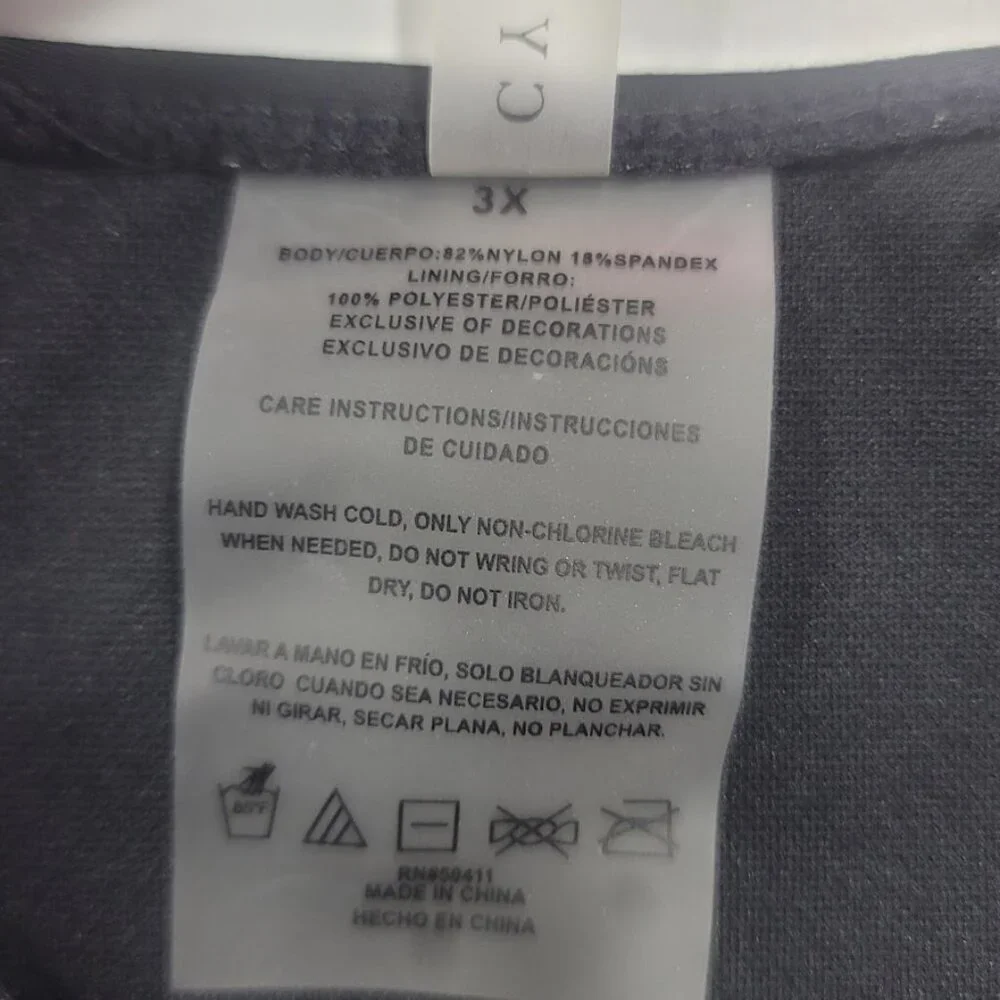 C Y
3X
BODY/CUERPO:82%NYLON 18%SPANDEX
LINING/FORRO:
100% POLYESTER/POLIÉSTER
EXCLUSIVE OF DECORATIONS
EXCLUSIVO DE DECORACIÓNS
CARE INSTRUCTIONS/INSTRUCCIONES
DE CUIDADO
HAND WASH COLD, ONLY NON-CHLORINE BLEACH
WHEN NEEDED, DO NOT WRING OR TWIST, FLAT
DRY, DO NOT IRON.
LAVAR A MANO EN FRÍO, SOLO BLANQUEADOR SIN
CLORO CUANDO SEA NECESARIO, NO EXPRIMIR
NI GIRAR, SECAR PLANA, NO PLANCHAR.
MADE IN CHINA
HECHO EN CHINA